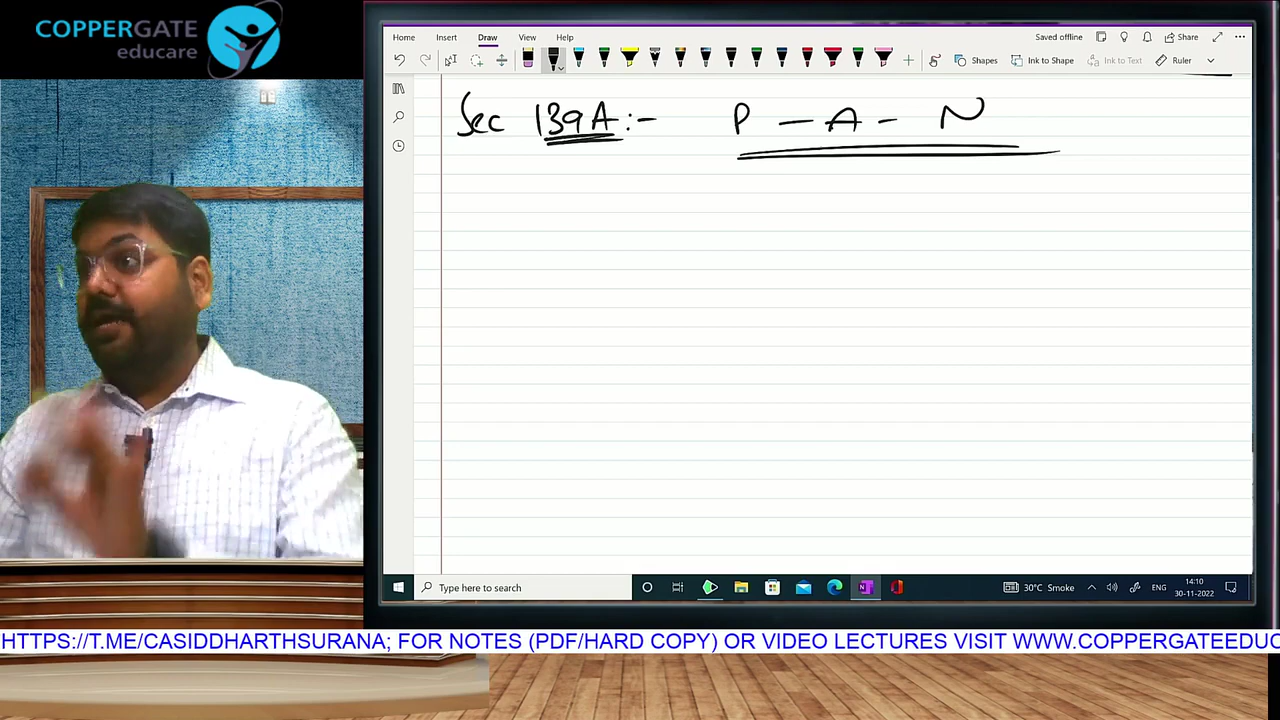 COPPERGATE
educare
Home Insert Draw View Help
Saved offline
Share
Shapes
Ink to Shape
Ink to Text
Ruler
Sec 139A:- P - A - N
Type here to search
30°C Smoke
ENG
14:10
30-11-2022
HTTPS://T.ME/CASIDDHARTHSURANA; FOR NOTES (PDF/HARD COPY) OR VIDEO LECTURES VISIT WWW.COPPERGATEEDUC